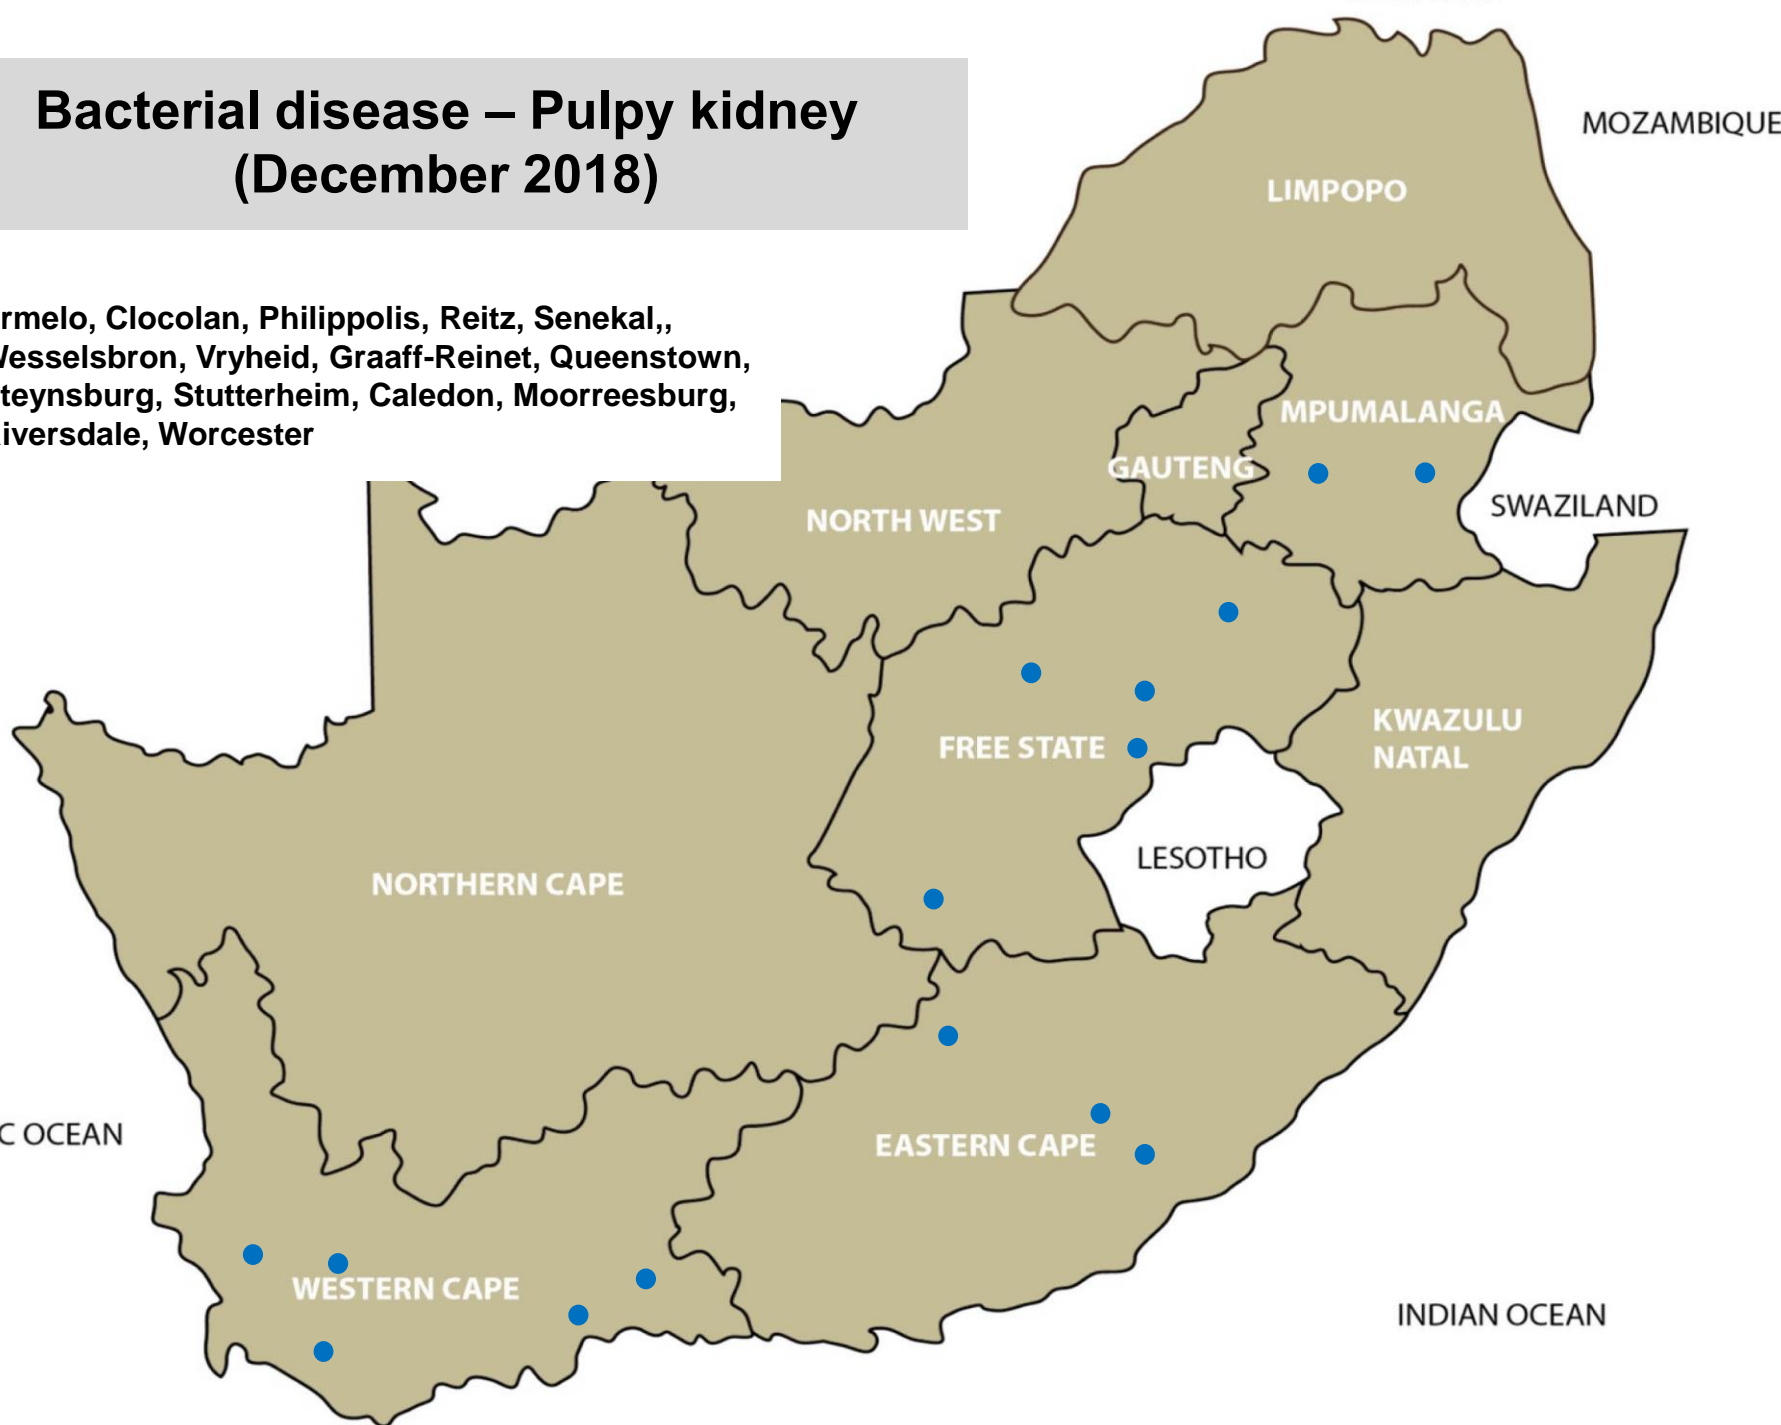 Bacterial disease – Pulpy kidney
(December 2018)
MOZAMBIQUE
LIMPOPO
rmelo, Clocolan, Philippolis, Reitz, Senekal,,
Wesselsbron, Vryheid, Graaff-Reinet, Queenstown,
teynsburg, Stutterheim, Caledon, Moorreesburg,
Riversdale, Worcester
MPUMALANGA
GAUTENG
SWAZILAND
NORTH WEST
KWAZULU
NATAL
FREE STATE
LESOTHO
NORTHERN CAPE
C OCEAN
EASTERN CAPE
WESTERN CAPE
INDIAN OCEAN